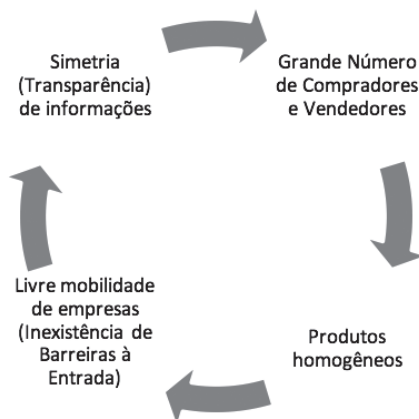 Simetria
(Transparência)
de informações
Grande Número
de Compradores
e Vendedores
Produtos
homogêneos
Livre mobilidade
de empresas
(Inexistência de
Barreiras à
Entrada)